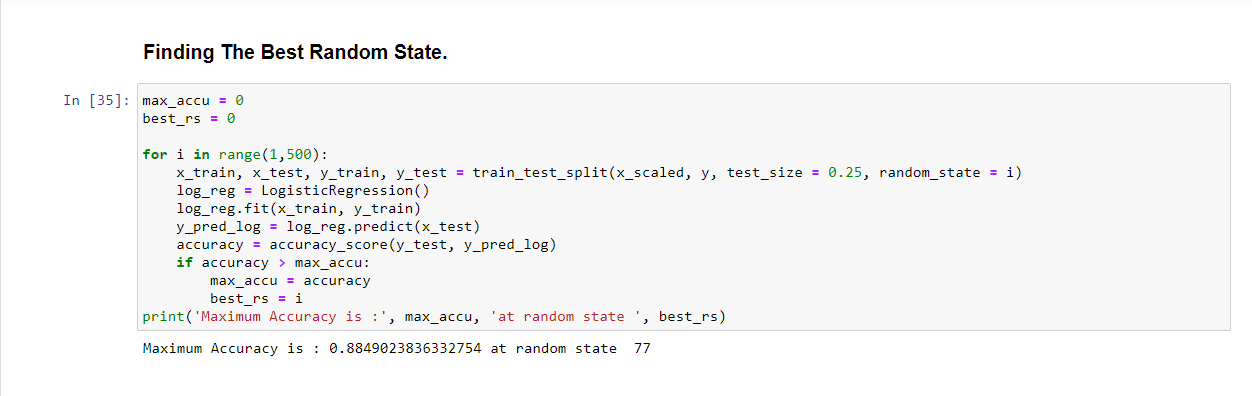 Finding The Best Random State.
In [35]: max_accu = 0
best_rs = 0
for i in range(1,500):
    x_train, x_test, y_train, y_test = train_test_split(x_scaled, y, test_size = 0.25, random_state = i)
    log_reg = LogisticRegression()
    log_reg.fit(x_train, y_train)
    y_pred_log = log_reg.predict(x_test)
    accuracy = accuracy_score(y_test, y_pred_log)
    if accuracy > max_accu:
        max_accu = accuracy
        best_rs = i
print('Maximum Accuracy is :', max_accu, 'at random state ', best_rs)
Maximum Accuracy is : 0.8849023836332754 at random state  77